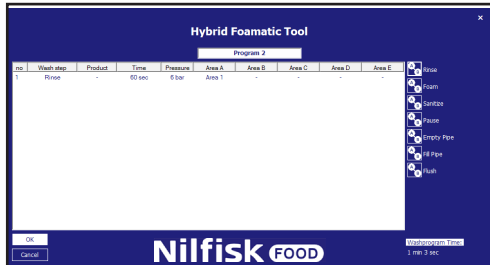 ×
Hybrid Foamatic Tool
Program 2
no Wash step Product Time Pressure Area A Area B Area C Area D Area E
1 Rinse - 60 sec 6 bar Area 1 - - - -
Rinse
Foam
Sanitize
Pause
Empty Pipe
Fill Pipe
Flush
OK
Cancel
Nilfisk FOOD
Washprogram Time:
1 min 3 sec